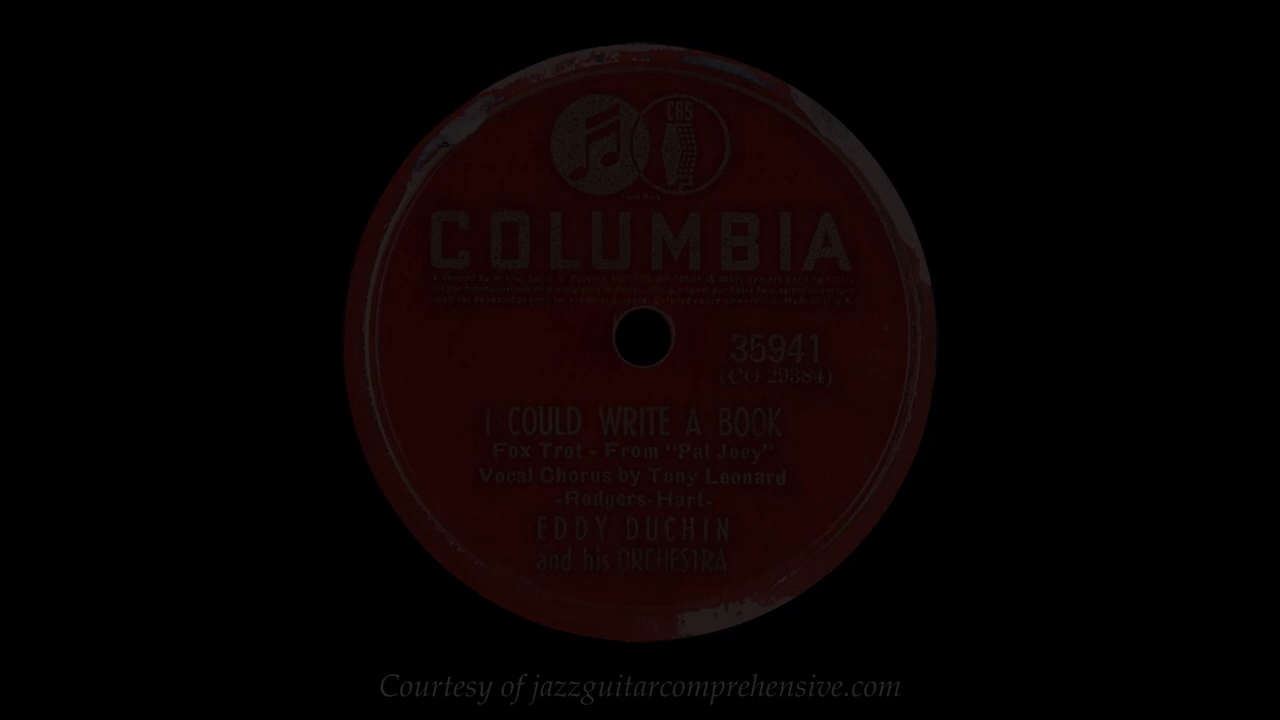 CBS
COLUMBIA
35941
(CO 29384)
I COULD WRITE A BOOK
Fox Trot - From "Pal Joey"
Vocal Chorus by Tony Leonard
-Rodgers-Hart-
EDDY DUCHIN
and his ORCHESTRA
Courtesy of jazzguitarcomprehensive.com